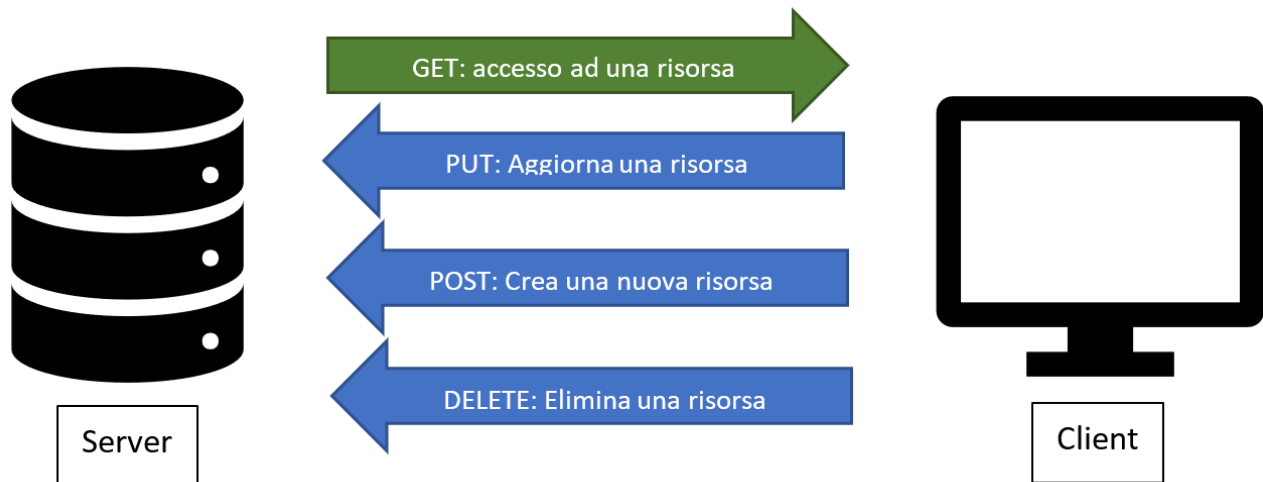 GET: accesso ad una risorsa
PUT: Aggiorna una risorsa
POST: Crea una nuova risorsa
DELETE: Elimina una risorsa
Server
Client